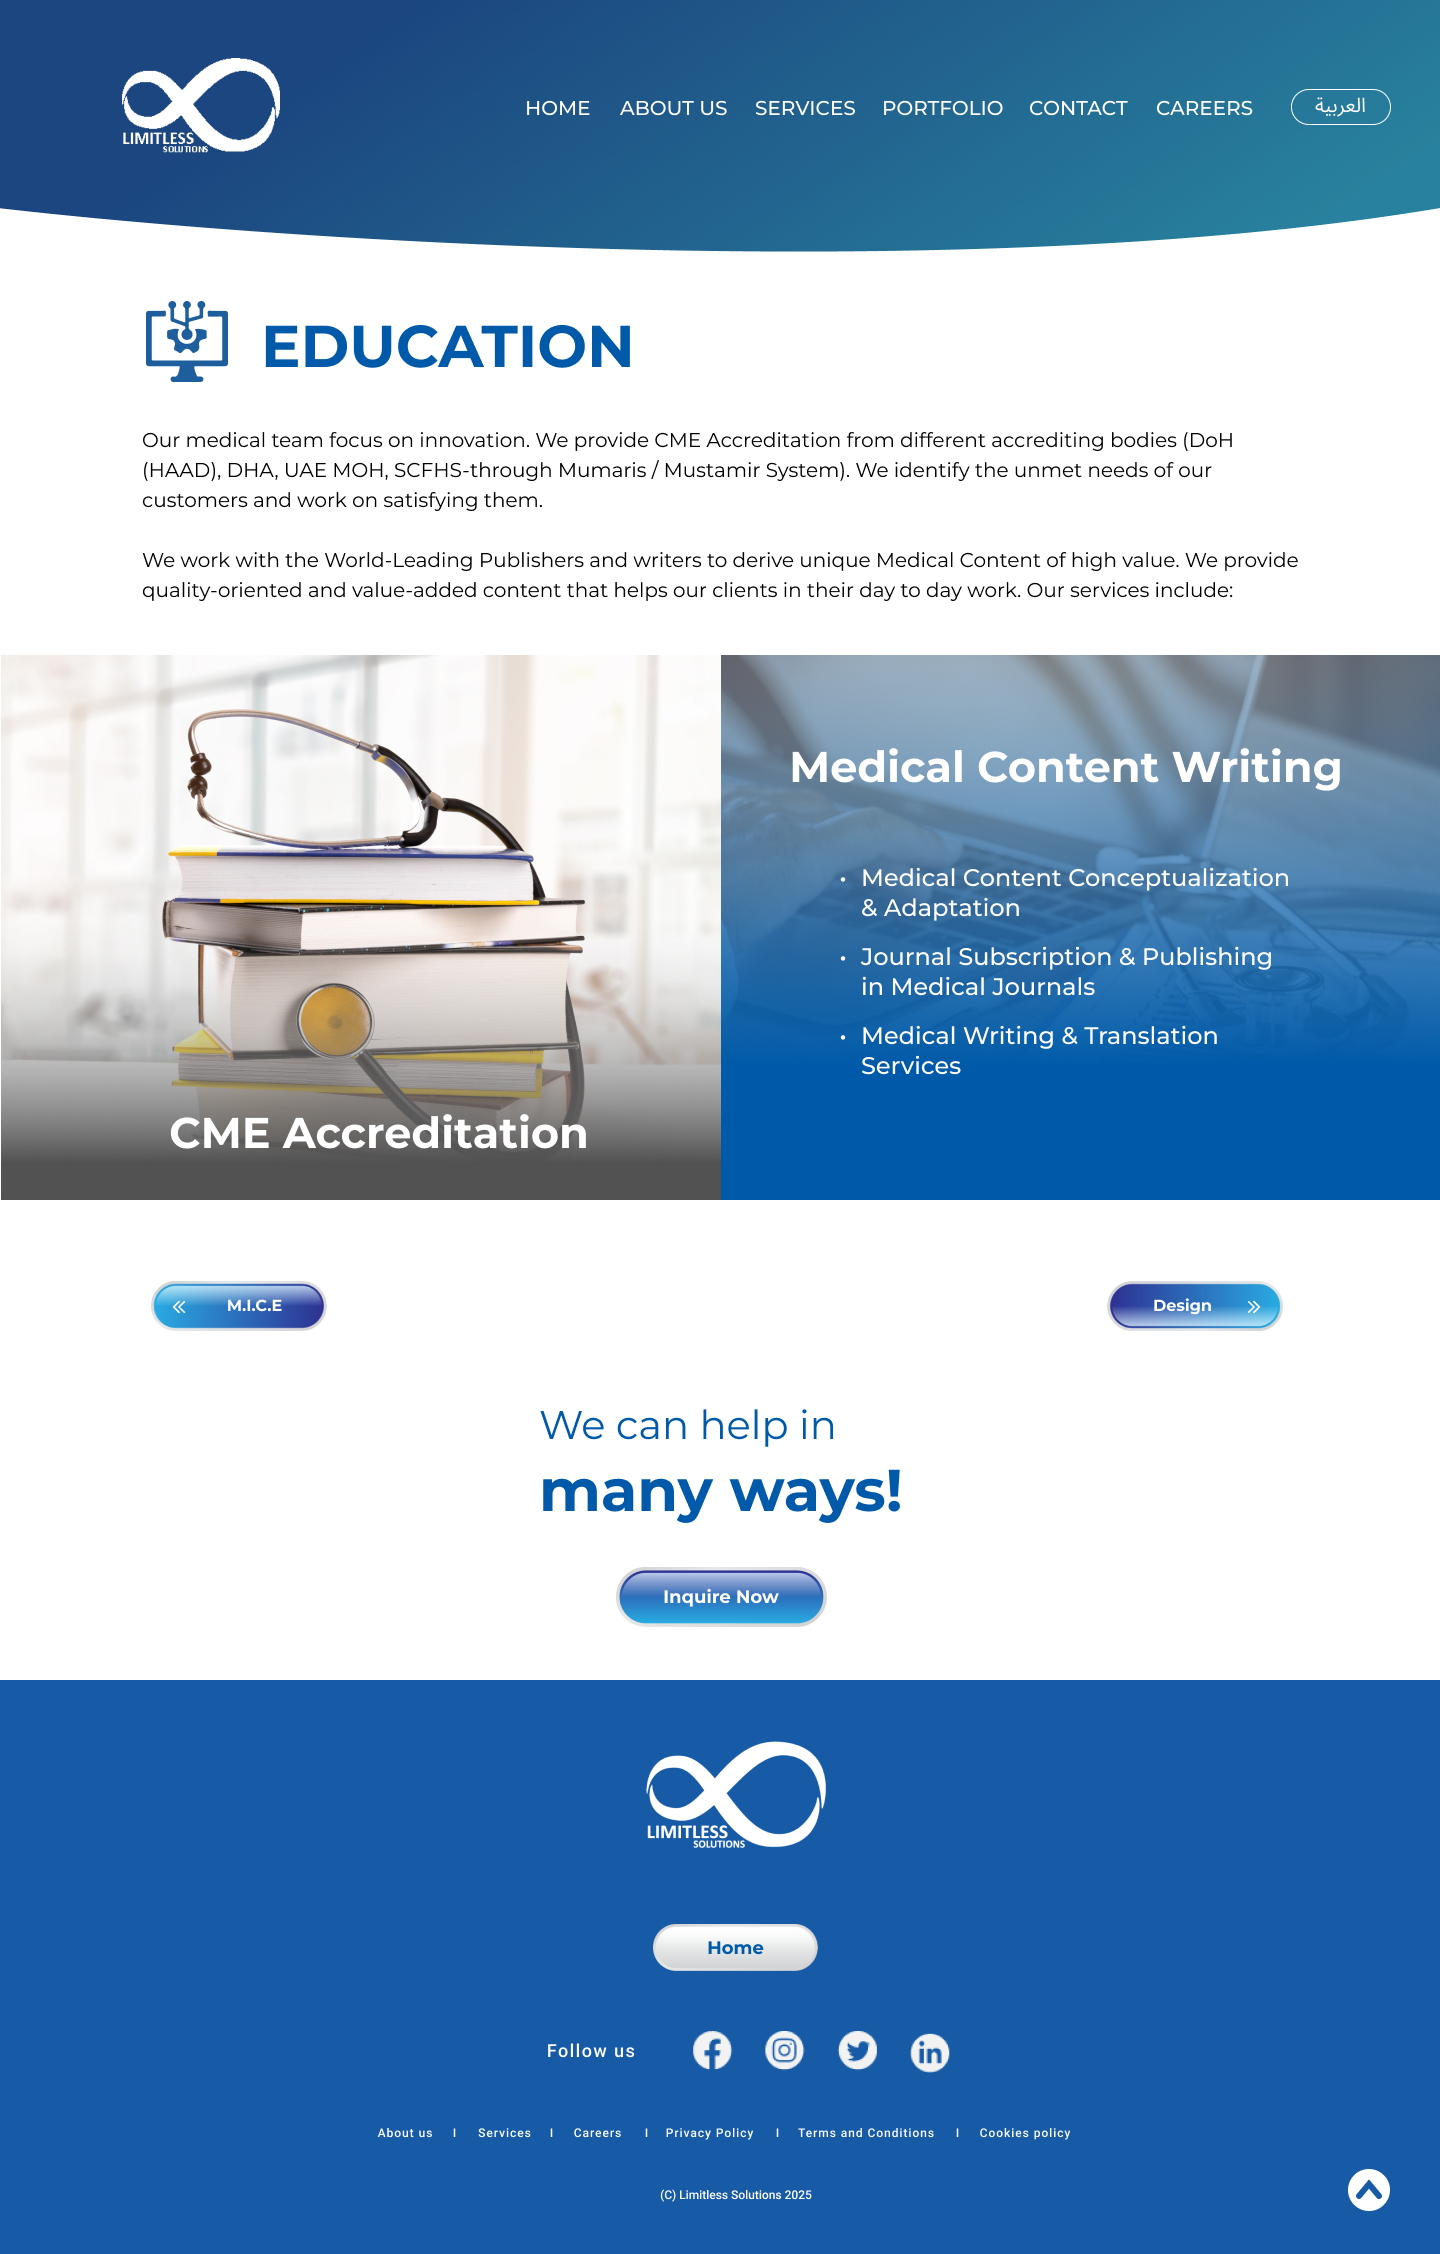 LIMITLESS
SOLUTIONS
HOME ABOUT US SERVICES PORTFOLIO CONTACT CAREERS العربية
EDUCATION
Our medical team focus on innovation. We provide CME Accreditation from different accrediting bodies (DoH
(HAAD), DHA, UAE MOH, SCFHS-through Mumaris / Mustamir System). We identify the unmet needs of our
customers and work on satisfying them.
We work with the World-Leading Publishers and writers to derive unique Medical Content of high value. We provide
quality-oriented and value-added content that helps our clients in their day to day work. Our services include:
CME Accreditation
Medical Content Writing
• Medical Content Conceptualization
& Adaptation
• Journal Subscription & Publishing
in Medical Journals
• Medical Writing & Translation
Services
M.I.C.E
Design
We can help in
many ways!
Inquire Now
LIMITLESS
SOLUTIONS
Home
Follow us
About us I Services I Careers I Privacy Policy I Terms and Conditions I Cookies policy
(C) Limitless Solutions 2025